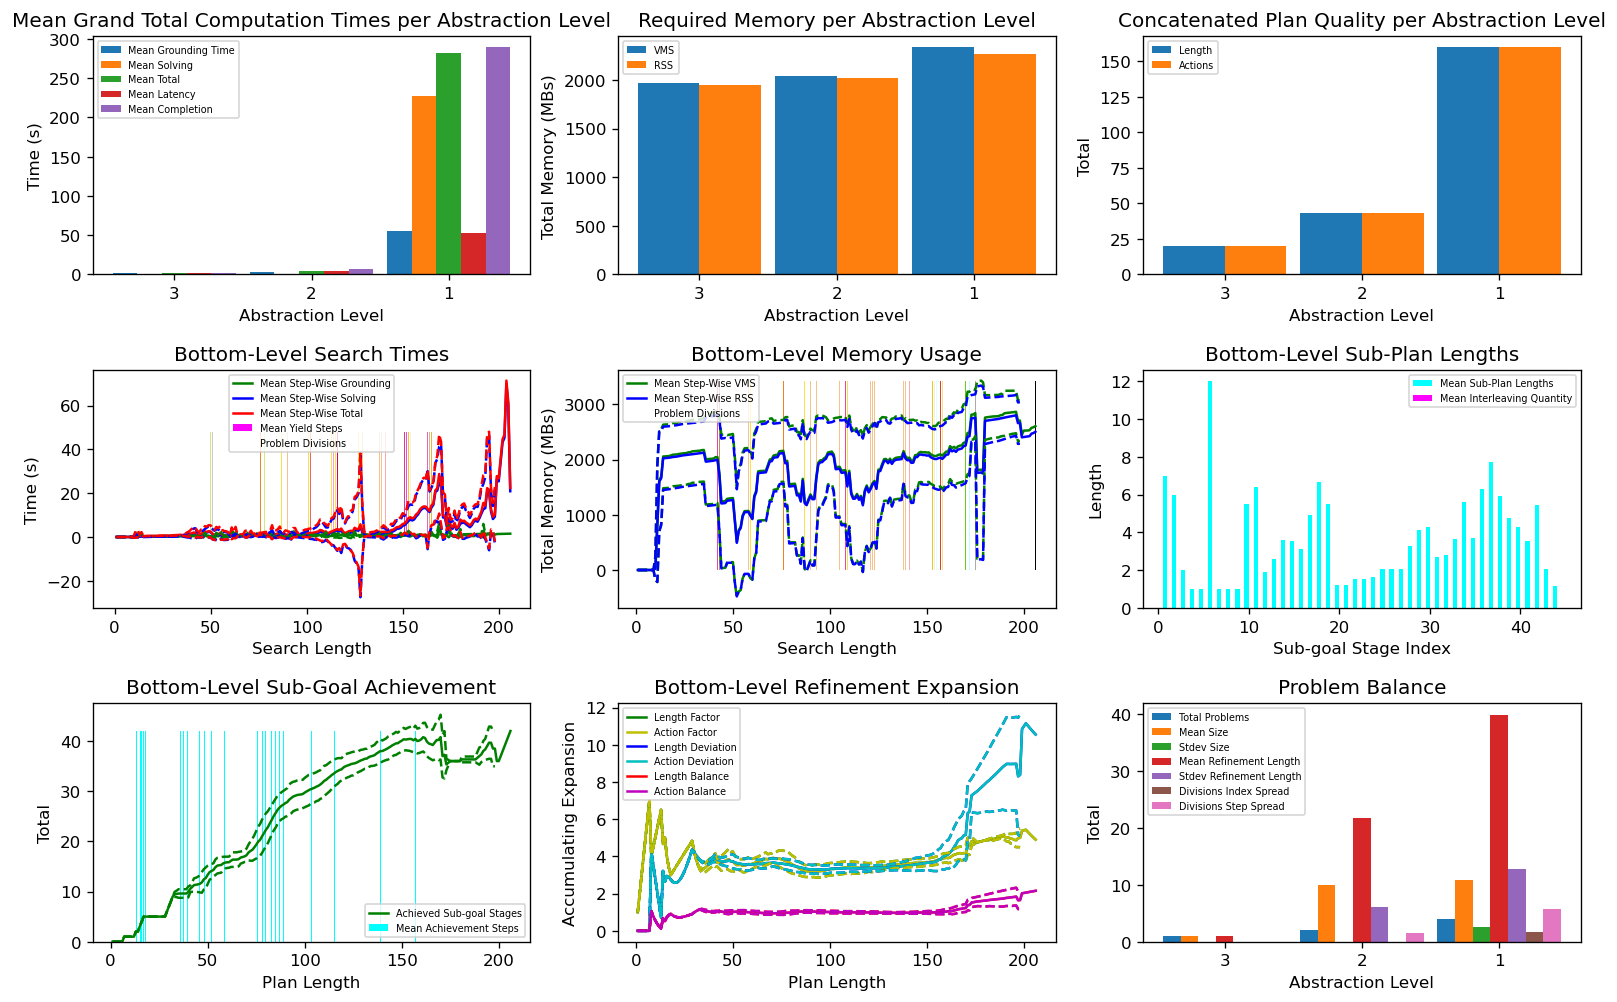 Mean Grand Total Computation Times per Abstraction Level
Time (s)
300
250
200
150
100
50
0
Mean Grounding Time
Mean Solving
Mean Total
Mean Latency
Mean Completion
3 2 1
Abstraction Level
Required Memory per Abstraction Level
Total Memory (MBs)
2000
1500
1000
500
0
VMS
RSS
3 2 1
Abstraction Level
Concatenated Plan Quality per Abstraction Level
Total
150
125
100
75
50
25
0
Length
Actions
3 2 1
Abstraction Level
Bottom-Level Search Times
Time (s)
60
40
20
0
−20
Mean Step-Wise Grounding
Mean Step-Wise Solving
Mean Step-Wise Total
Mean Yield Steps
Problem Divisions
0 50 100 150 200
Search Length
Bottom-Level Memory Usage
Total Memory (MBs)
3000
2000
1000
0
Mean Step-Wise VMS
Mean Step-Wise RSS
Problem Divisions
0 50 100 150 200
Search Length
Bottom-Level Sub-Plan Lengths
Length
12
10
8
6
4
2
0
Mean Sub-Plan Lengths
Mean Interleaving Quantity
0 10 20 30 40
Sub-goal Stage Index
Bottom-Level Sub-Goal Achievement
Total
40
30
20
10
0
Achieved Sub-goal Stages
Mean Achievement Steps
0 50 100 150 200
Plan Length
Bottom-Level Refinement Expansion
Accumulating Expansion
12
10
8
6
4
2
0
Length Factor
Action Factor
Length Deviation
Action Deviation
Length Balance
Action Balance
0 50 100 150 200
Plan Length
Problem Balance
Total
40
30
20
10
0
Total Problems
Mean Size
Stdev Size
Mean Refinement Length
Stdev Refinement Length
Divisions Index Spread
Divisions Step Spread
3 2 1
Abstraction Level